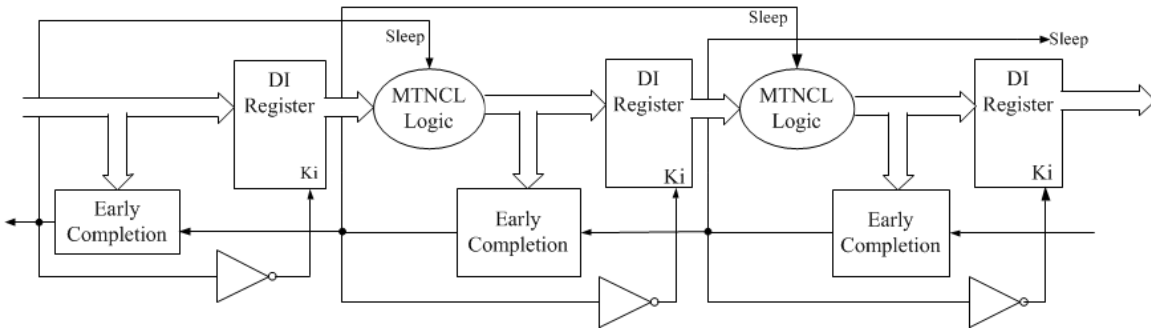 Sleep
Sleep
Sleep
DI
Register
Ki
MTNCL
Logic
DI
Register
Ki
MTNCL
Logic
DI
Register
Ki
Early
Completion
Early
Completion
Early
Completion